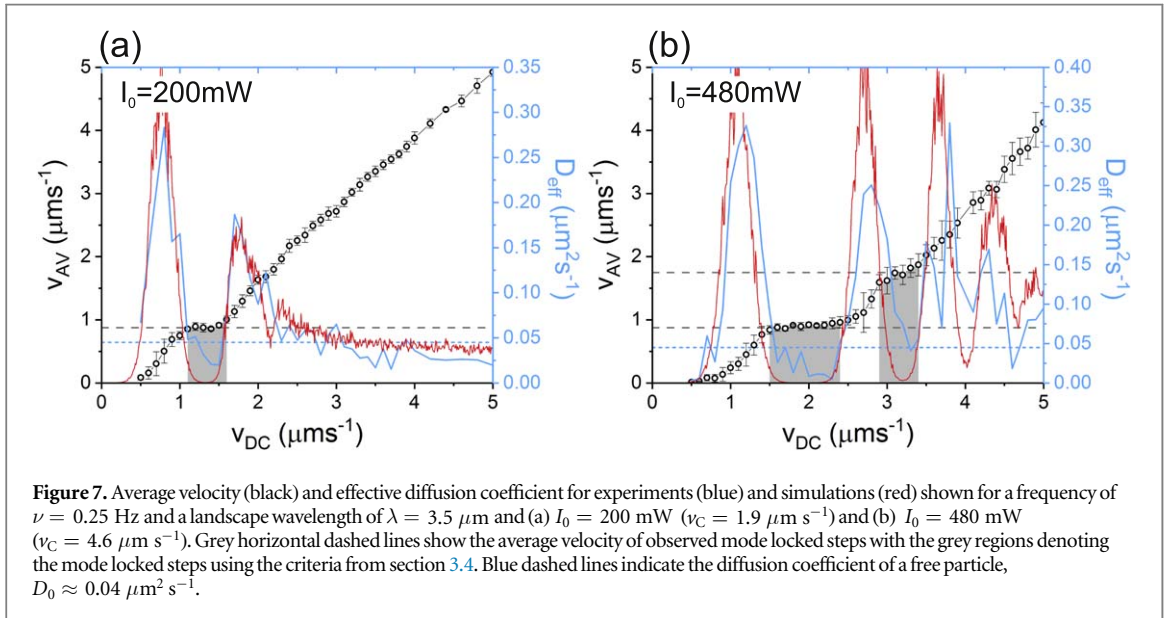 (a)
I₀=200mW
5
4
3
2
1
0
v_AV (μms⁻¹)
0.35
0.30
0.25
0.20
0.15
0.10
0.05
0.00
D_eff (μm²s⁻¹)
0 1 2 3 4 5
v_DC (μms⁻¹)
(b)
I₀=480mW
5
4
3
2
1
0
v_AV (μms⁻¹)
0.40
0.35
0.30
0.25
0.20
0.15
0.10
0.05
0.00
D_eff (μm²s⁻¹)
0 1 2 3 4 5
v_DC (μms⁻¹)
Figure 7. Average velocity (black) and effective diffusion coefficient for experiments (blue) and simulations (red) shown for a frequency of
ν = 0.25 Hz and a landscape wavelength of λ = 3.5 μm and (a) I₀ = 200 mW (v_C = 1.9 μm s⁻¹) and (b) I₀ = 480 mW
(v_C = 4.6 μm s⁻¹). Grey horizontal dashed lines show the average velocity of observed mode locked steps with the grey regions denoting
the mode locked steps using the criteria from section 3.4. Blue dashed lines indicate the diffusion coefficient of a free particle,
D₀ ≈ 0.04 μm² s⁻¹.